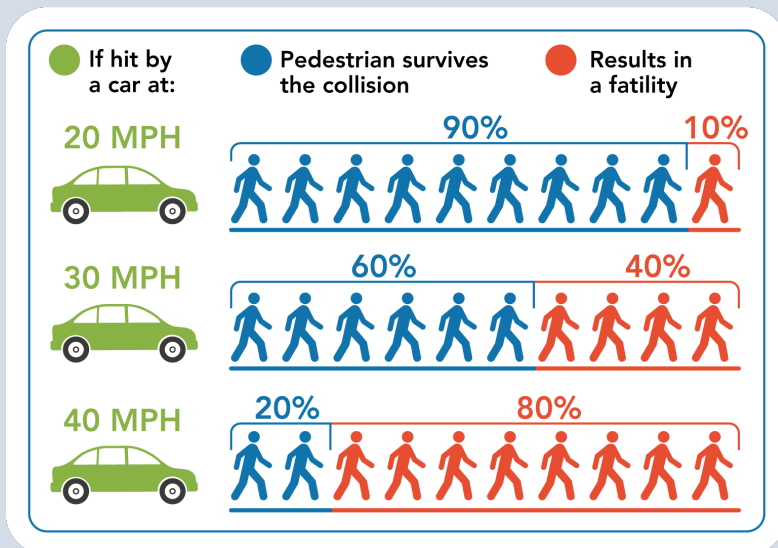 If hit by
a car at:
Pedestrian survives
the collision
Results in
a fatility
20 MPH
90%
10%
30 MPH
60%
40%
40 MPH
20%
80%